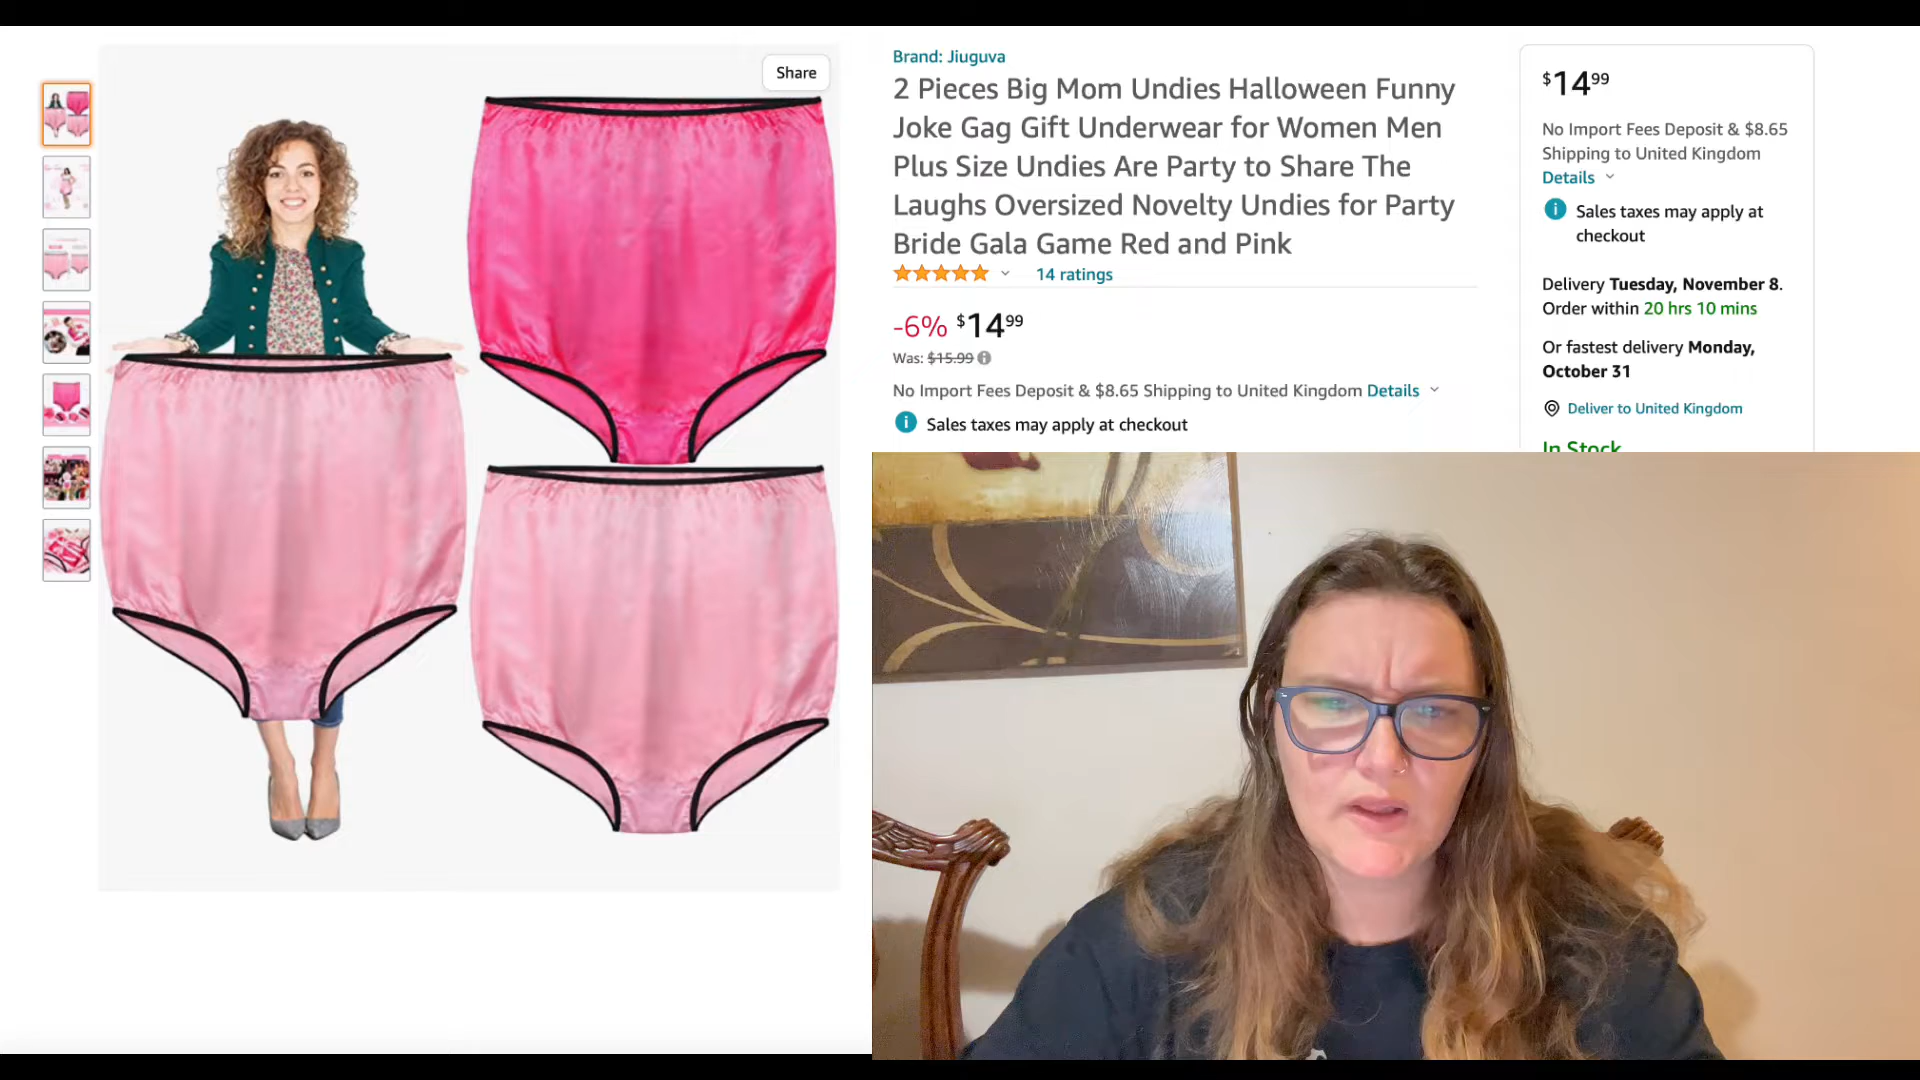 Share
Brand: Jiuguva
2 Pieces Big Mom Undies Halloween Funny
Joke Gag Gift Underwear for Women Men
Plus Size Undies Are Party to Share The
Laughs Oversized Novelty Undies for Party
Bride Gala Game Red and Pink
14 ratings
-6% $14 99
Was: $15.99
No Import Fees Deposit & $8.65 Shipping to United Kingdom Details
Sales taxes may apply at checkout
$14 99
No Import Fees Deposit & $8.65
Shipping to United Kingdom
Details
Sales taxes may apply at
checkout
Delivery Tuesday, November 8.
Order within 20 hrs 10 mins
Or fastest delivery Monday,
October 31
Deliver to United Kingdom
In Stock